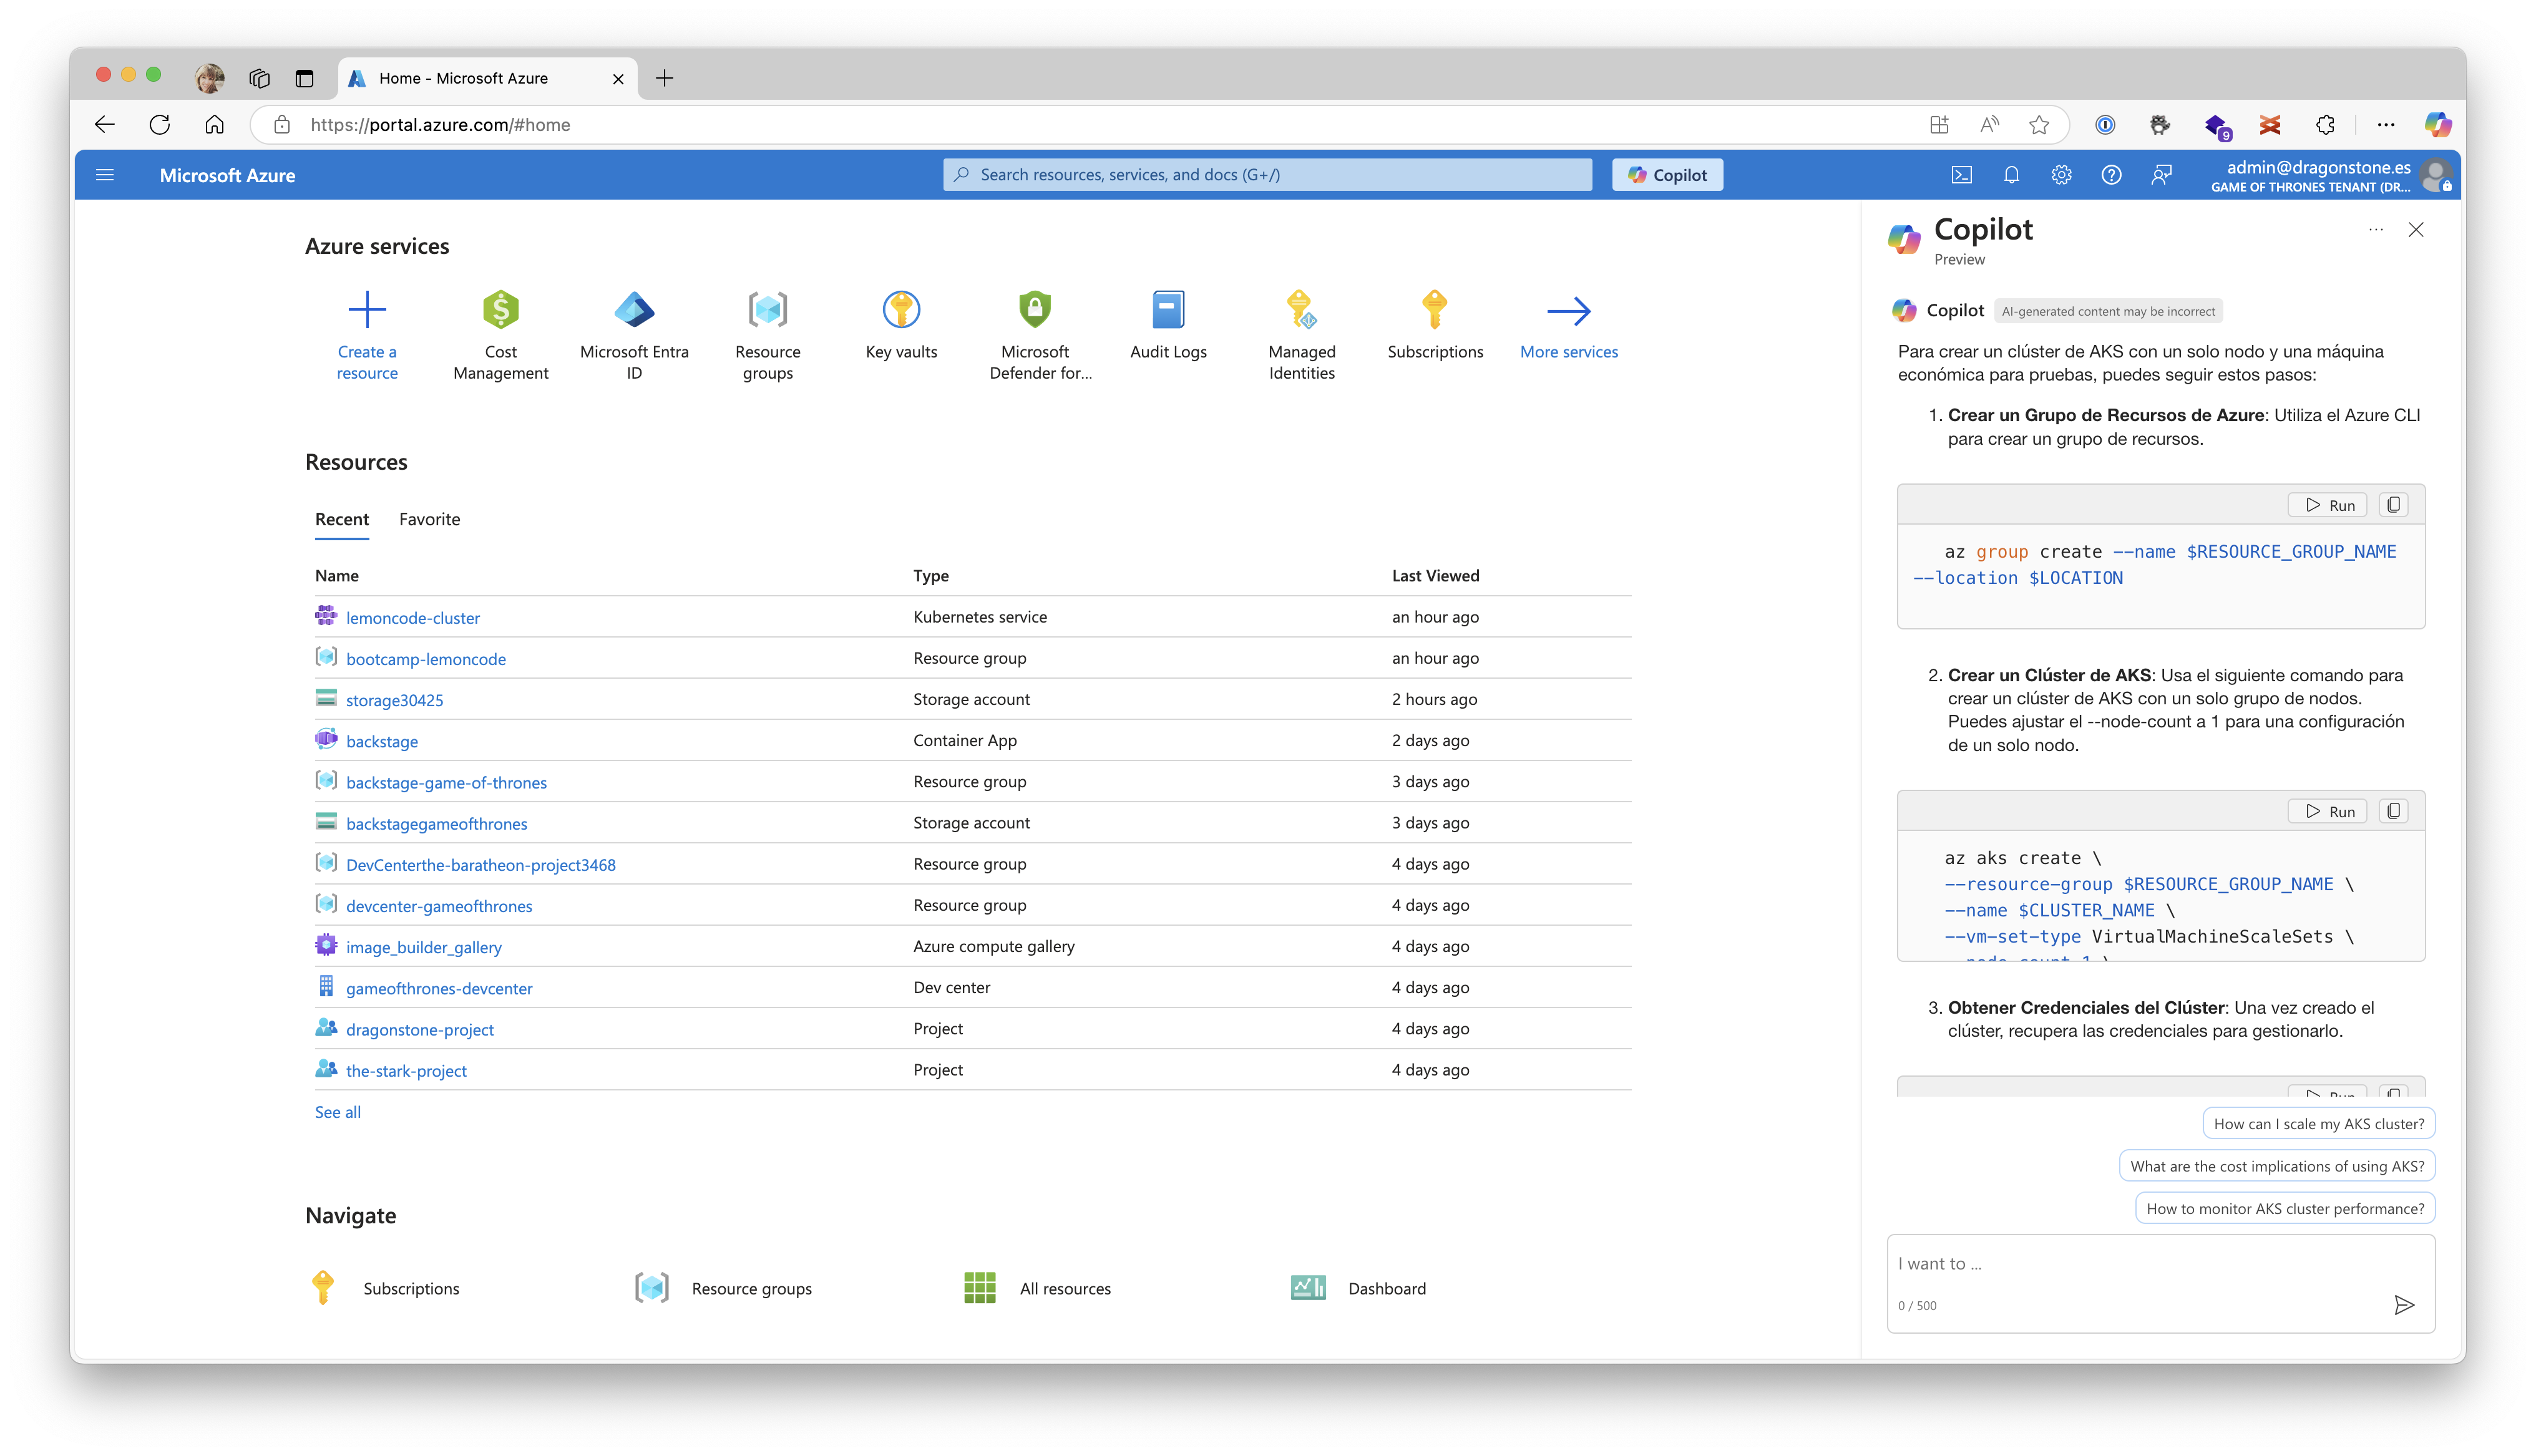 Home - Microsoft Azure
https://portal.azure.com/#home
9
Microsoft Azure
Search resources, services, and docs (G+/)
Copilot
admin@dragonstone.es
GAME OF THRONES TENANT (DR...
Azure services
Create a
resource
Cost
Management
Microsoft Entra
ID
Resource
groups
Key vaults
Microsoft
Defender for...
Audit Logs
Managed
Identities
Subscriptions
More services
Resources
Recent
Favorite
Name Type Last Viewed
lemoncode-cluster Kubernetes service an hour ago
bootcamp-lemoncode Resource group an hour ago
storage30425 Storage account 2 hours ago
backstage Container App 2 days ago
backstage-game-of-thrones Resource group 3 days ago
backstagegameofthrones Storage account 3 days ago
DevCenterthe-baratheon-project3468 Resource group 4 days ago
devcenter-gameofthrones Resource group 4 days ago
image_builder_gallery Azure compute gallery 4 days ago
gameofthrones-devcenter Dev center 4 days ago
dragonstone-project Project 4 days ago
the-stark-project Project 4 days ago
See all
Navigate
Subscriptions
Resource groups
All resources
Dashboard
Copilot
Preview
Copilot AI-generated content may be incorrect
Para crear un clúster de AKS con un solo nodo y una máquina
económica para pruebas, puedes seguir estos pasos:
1. Crear un Grupo de Recursos de Azure: Utiliza el Azure CLI
para crear un grupo de recursos.
Run
az group create --name $RESOURCE_GROUP_NAME
--location $LOCATION
2. Crear un Clúster de AKS: Usa el siguiente comando para
crear un clúster de AKS con un solo grupo de nodos.
Puedes ajustar el --node-count a 1 para una configuración
de un solo nodo.
Run
az aks create \
--resource-group $RESOURCE_GROUP_NAME \
--name $CLUSTER_NAME \
--vm-set-type VirtualMachineScaleSets \
--node-count 1 \
3. Obtener Credenciales del Clúster: Una vez creado el
clúster, recupera las credenciales para gestionarlo.
Run
How can I scale my AKS cluster?
What are the cost implications of using AKS?
How to monitor AKS cluster performance?
I want to ...
0 / 500